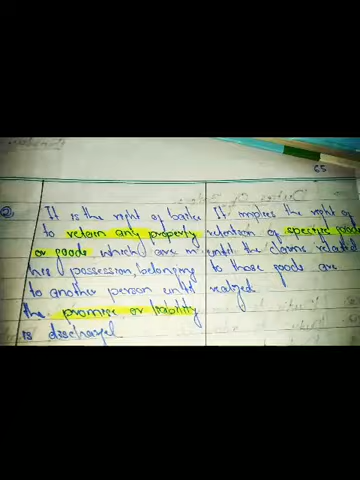 65
②
It is the right of bailee
to retain any property
or goods which are in
his possession, belonging
to another person until
the promise or liability
is discharged
It implies the right of
retention of specified goods
until the claims related
to those goods are
realized